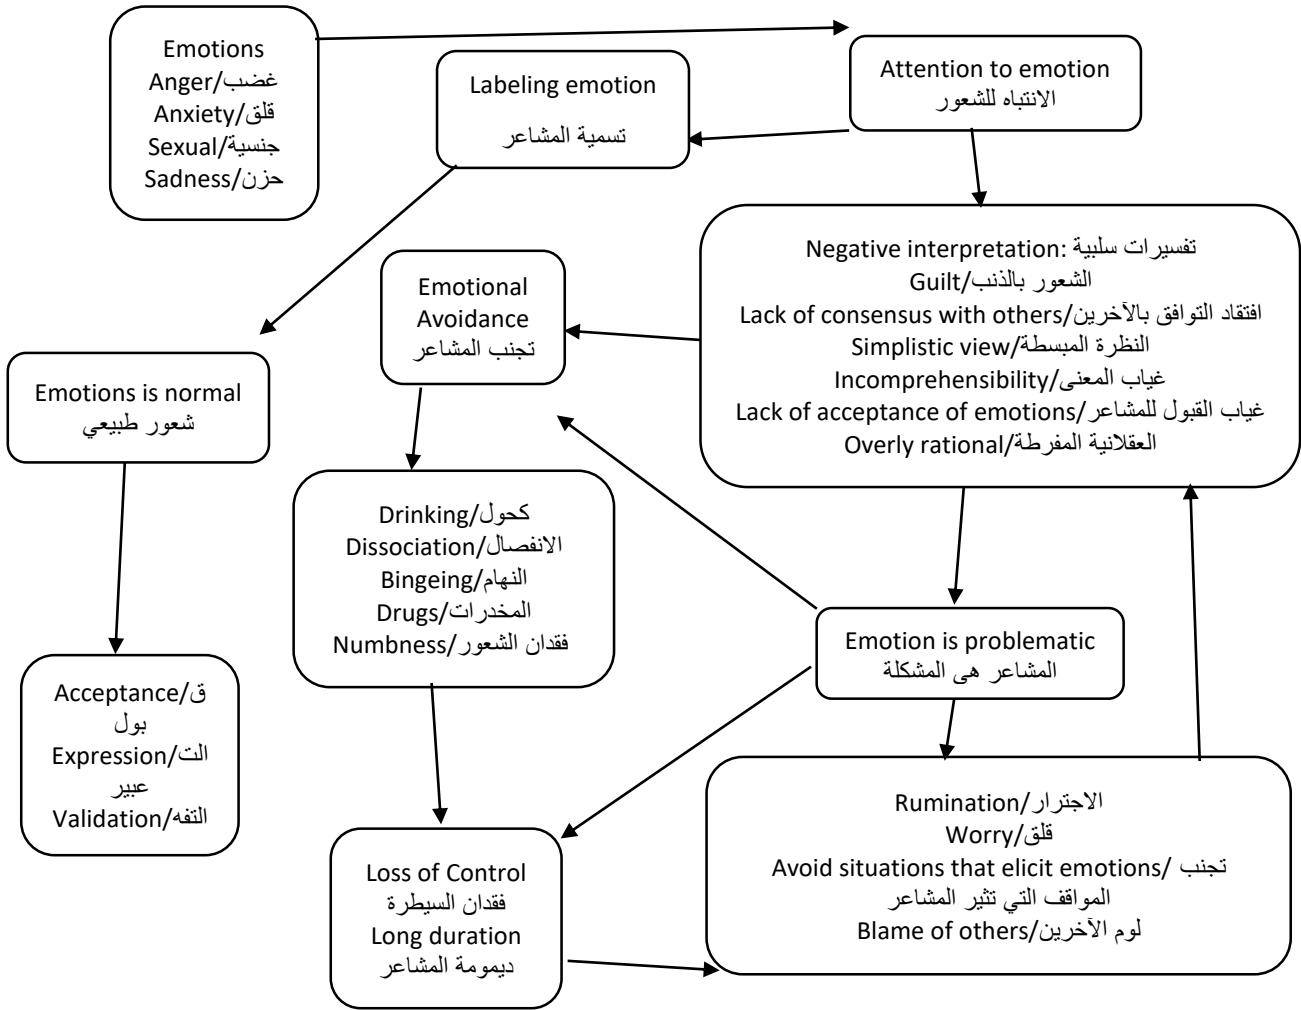 Emotions
Anger/غضب
Anxiety/قلق
Sexual/جنسية
Sadness/حزن
Labeling emotion
تسمية المشاعر
Attention to emotion
الانتباه للشعور
Negative interpretation: تفسيرات سلبية
Guilt/الشعور بالذنب
Lack of consensus with others/افتقاد التوافق بالآخرين
Simplistic view/النظرة المبسطة
Incomprehensibility/غياب المعنى
Lack of acceptance of emotions/غياب القبول للمشاعر
Overly rational/العقلانية المفرطة
Emotional
Avoidance
تجنب المشاعر
Emotions is normal
شعور طبيعي
Drinking/كحول
Dissociation/الانفصال
Bingeing/النهام
Drugs/المخدرات
Numbness/فقدان الشعور
Emotion is problematic
المشاعر هى المشكلة
Acceptance/ق
بول
Expression/الت
عبير
Validation/التفه
Loss of Control
فقدان السيطرة
Long duration
ديمومة المشاعر
Rumination/الاجترار
Worry/قلق
Avoid situations that elicit emotions/ تجنب
المواقف التي تثير المشاعر
Blame of others/لوم الآخرين